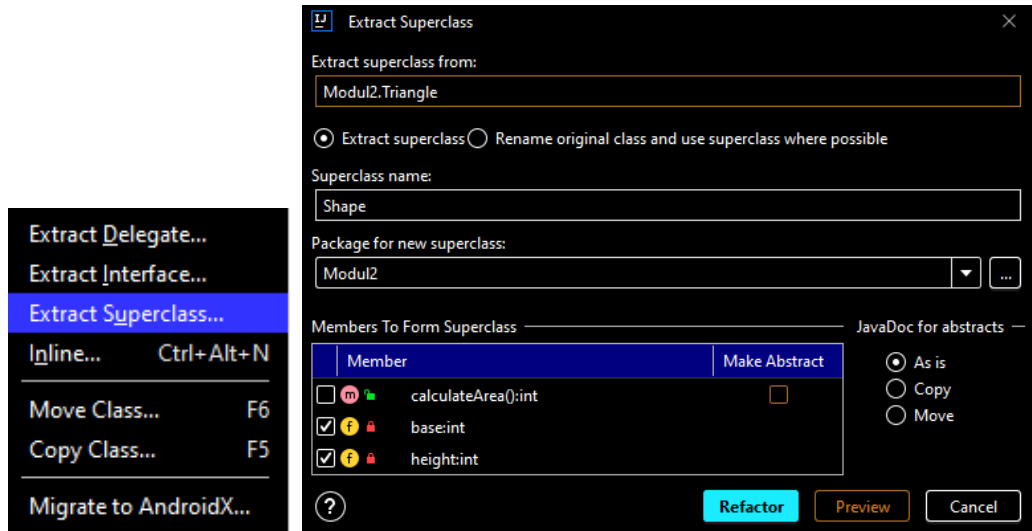 Extract Delegate...
Extract Interface...
Extract Superclass...
Inline... Ctrl+Alt+N
Move Class... F6
Copy Class... F5
Migrate to AndroidX...
IJ Extract Superclass
Extract superclass from:
Modul2.Triangle
Extract superclass Rename original class and use superclass where possible
Superclass name:
Shape
Package for new superclass:
Modul2
...
Members To Form Superclass
Member Make Abstract
m calculateArea():int
f base:int
f height:int
JavaDoc for abstracts
As is
Copy
Move
? Refactor Preview Cancel